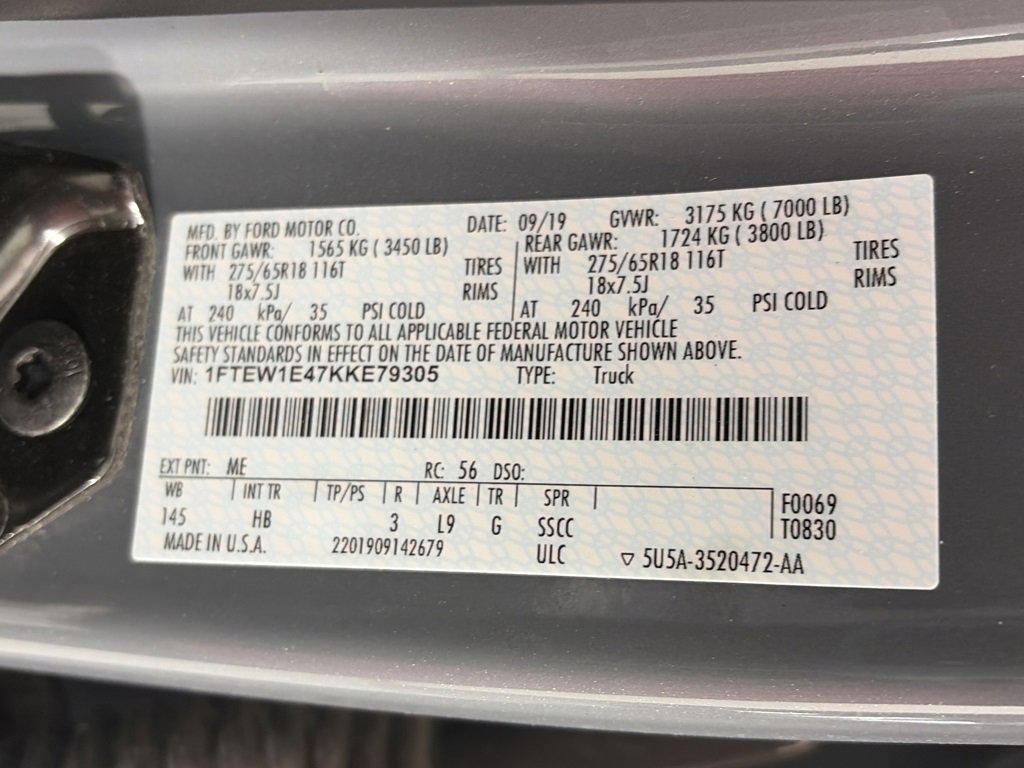 MFD. BY FORD MOTOR CO. DATE: 09/19 GVWR: 3175 KG ( 7000 LB)
FRONT GAWR: 1565 KG ( 3450 LB) REAR GAWR: 1724 KG ( 3800 LB)
WITH 275/65R18 116T TIRES WITH 275/65R18 116T TIRES
18x7.5J RIMS 18x7.5J RIMS
AT 240 kPa/ 35 PSI COLD AT 240 kPa/ 35 PSI COLD
THIS VEHICLE CONFORMS TO ALL APPLICABLE FEDERAL MOTOR VEHICLE
SAFETY STANDARDS IN EFFECT ON THE DATE OF MANUFACTURE SHOWN ABOVE.
VIN: 1FTEW1E47KKE79305 TYPE: Truck
EXT PNT: ME RC: 56 DSO:
WB INT TR TP/PS R AXLE TR SPR F0069
145 HB 3 L9 G SSCC T0830
MADE IN U.S.A. 2201909142679 ULC ▽ 5U5A-3520472-AA